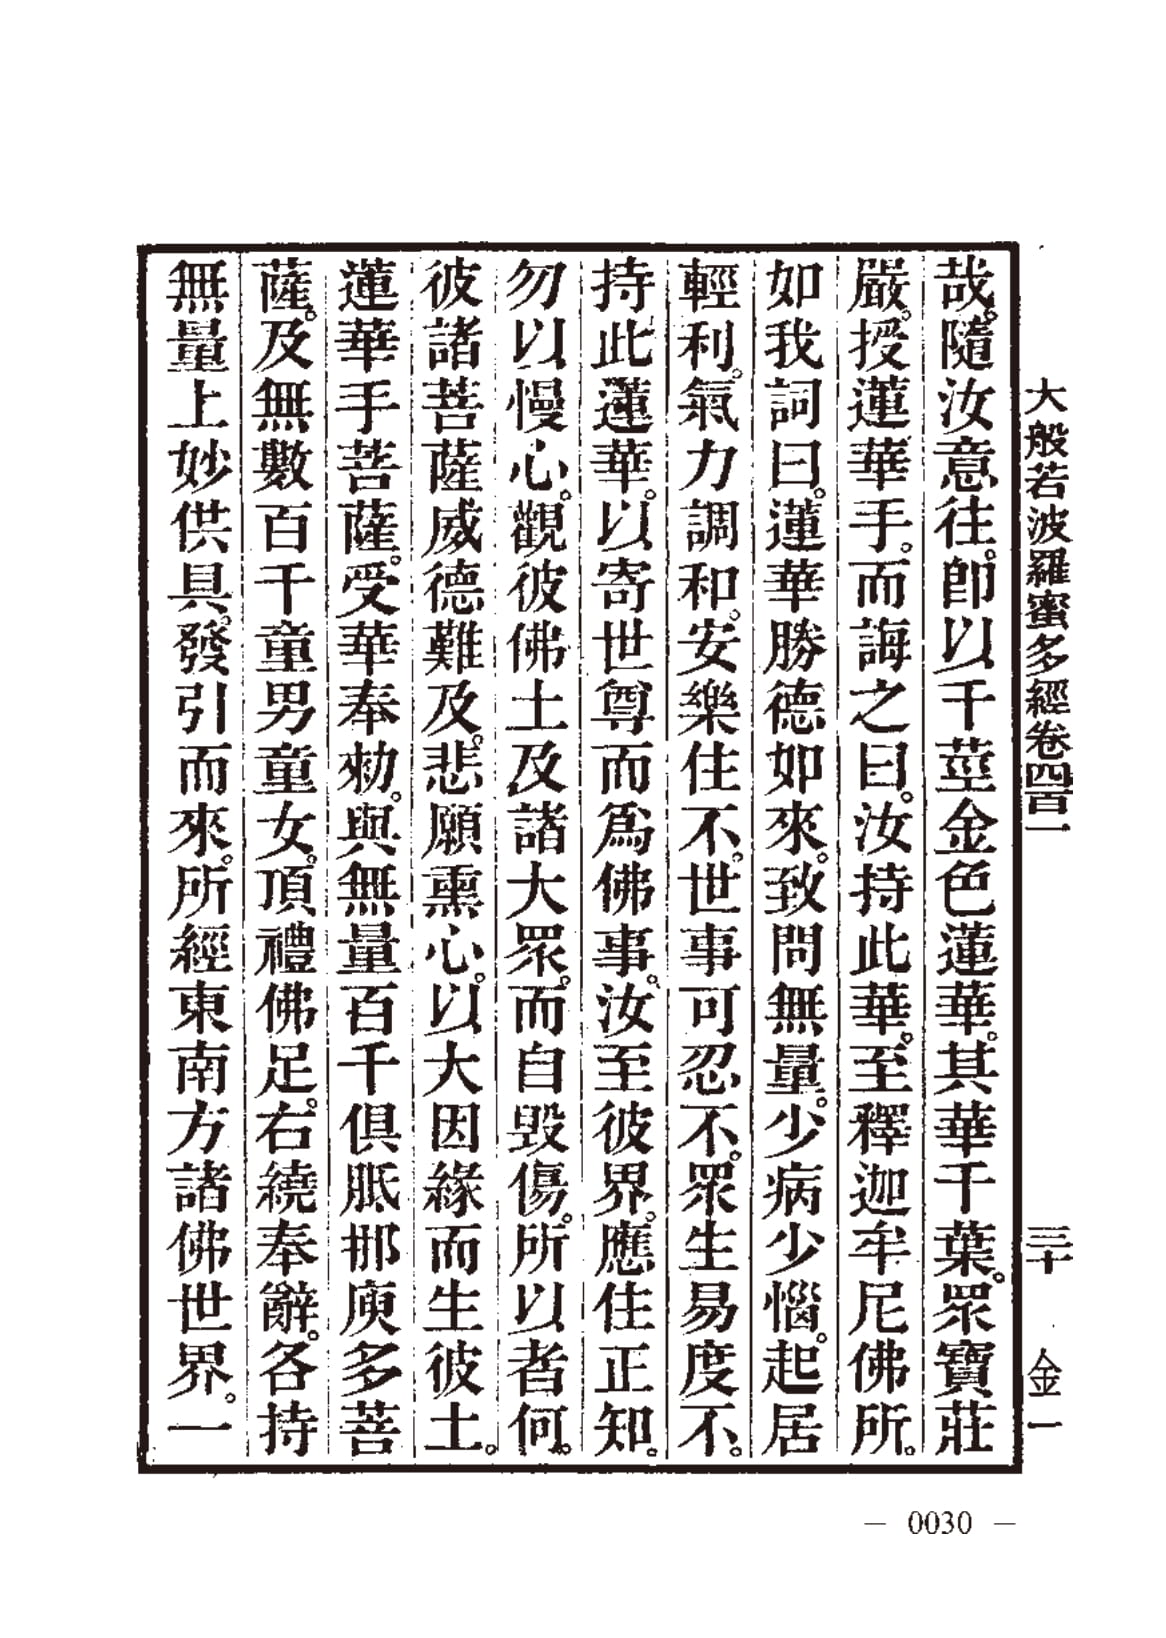 大般若波羅蜜多經卷四百一　三十　金一
哉。隨汝意往。即以千莖金色蓮華。其華千葉。眾寶莊
嚴。授蓮華手。而誨之曰。汝持此華。至釋迦牟尼佛所。
如我詞曰。蓮華勝德如來。致問無量。少病少惱。起居
輕利。氣力調和。安樂住不。世事可忍不。眾生易度不。
持此蓮華。以寄世尊而為佛事。汝至彼界。應住正知。
勿以慢心。觀彼佛土及諸大眾。而自毀傷。所以者何。
彼諸菩薩威德難及。悲願熏心。以大因緣而生彼土。
蓮華手菩薩。受華奉勑。與無量百千俱胝那庾多菩
薩。及無數百千童男童女。頂禮佛足。右繞奉辭。各持
無量上妙供具。發引而來。所經東南方諸佛世界。一
— 0030 —